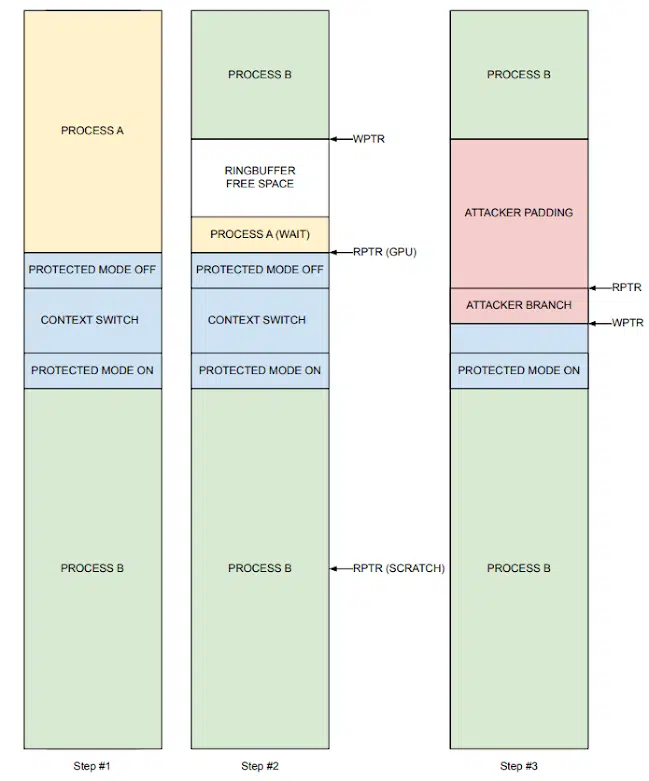 PROCESS A
PROTECTED MODE OFF
CONTEXT SWITCH
PROTECTED MODE ON
PROCESS B
Step #1
PROCESS B
WPTR
RINGBUFFER
FREE SPACE
PROCESS A (WAIT)
RPTR (GPU)
PROTECTED MODE OFF
CONTEXT SWITCH
PROTECTED MODE ON
PROCESS B
RPTR (SCRATCH)
Step #2
PROCESS B
ATTACKER PADDING
RPTR
ATTACKER BRANCH
WPTR
PROTECTED MODE ON
PROCESS B
Step #3